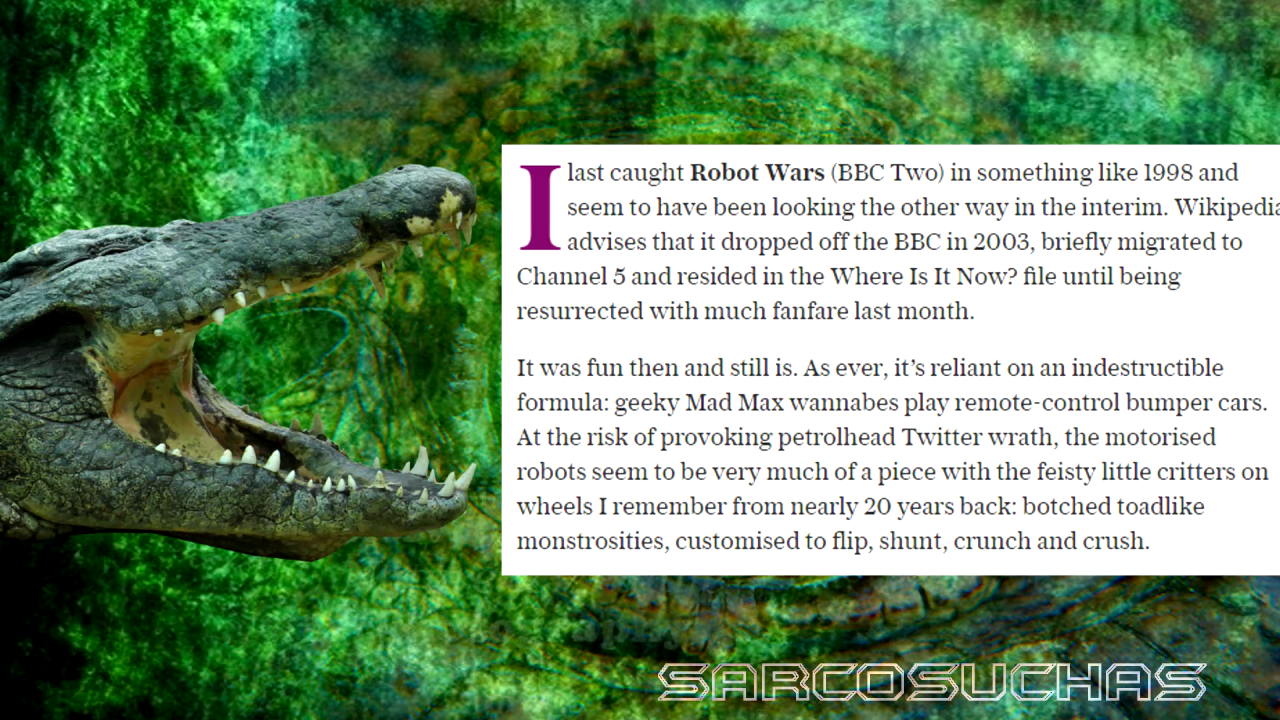 I last caught Robot Wars (BBC Two) in something like 1998 and
seem to have been looking the other way in the interim. Wikipedia
advises that it dropped off the BBC in 2003, briefly migrated to
Channel 5 and resided in the Where Is It Now? file until being
resurrected with much fanfare last month.
It was fun then and still is. As ever, it’s reliant on an indestructible
formula: geeky Mad Max wannabes play remote-control bumper cars.
At the risk of provoking petrolhead Twitter wrath, the motorised
robots seem to be very much of a piece with the feisty little critters on
wheels I remember from nearly 20 years back: botched toadlike
monstrosities, customised to flip, shunt, crunch and crush.
SARCOSUCHAS